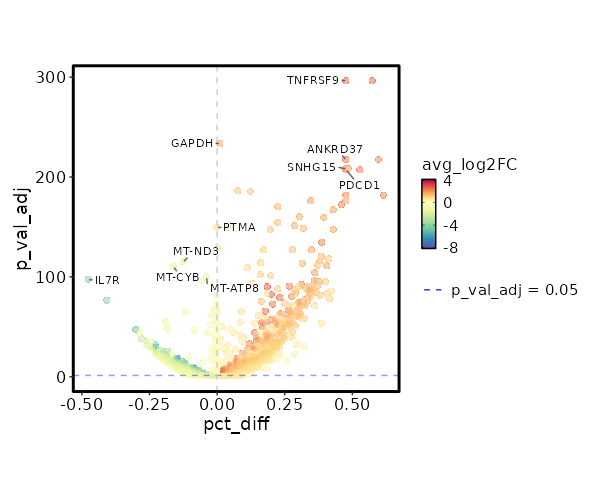 300
200
100
0
p_val_adj
-0.50
-0.25
0.00
0.25
0.50
pct_diff
TNFRSF9
GAPDH
ANKRD37
SNHG15
PDCD1
PTMA
MT-ND3
MT-CYB
IL7R
MT-ATP8
avg_log2FC
4
0
-4
-8
p_val_adj = 0.05